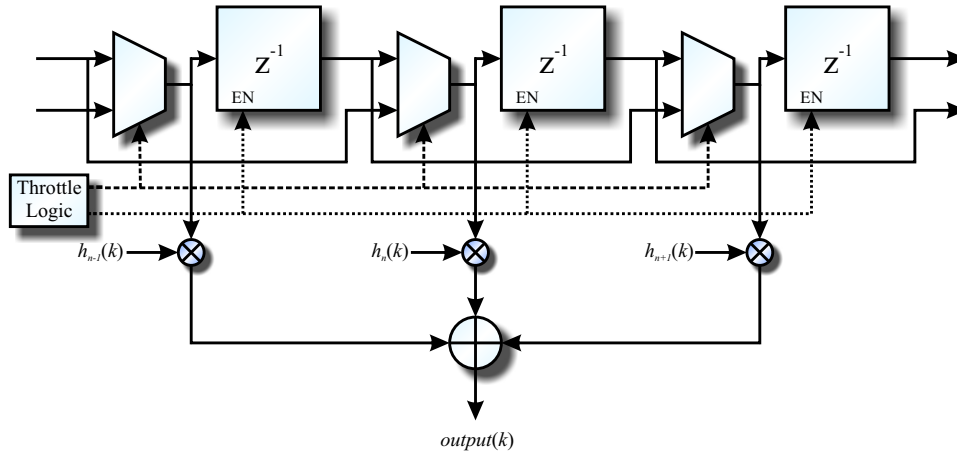 z⁻¹
EN
z⁻¹
EN
z⁻¹
EN
Throttle
Logic
hₙ₋₁(k)
hₙ(k)
hₙ₊₁(k)
output(k)